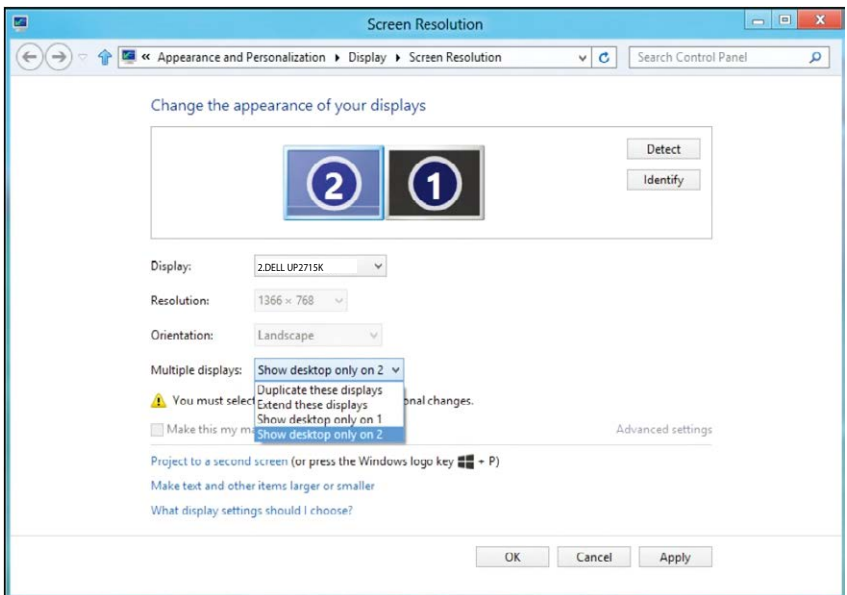 Screen Resolution
« Appearance and Personalization ▸ Display ▸ Screen Resolution
Search Control Panel
Change the appearance of your displays
2 1
Detect
Identify
Display: 2.DELL UP2715K
Resolution: 1366 × 768
Orientation: Landscape
Multiple displays: Show desktop only on 2
Duplicate these displays
You must select
Extend these displays
onal changes.
Show desktop only on 1
Make this my m
Show desktop only on 2
Advanced settings
Project to a second screen (or press the Windows logo key + P)
Make text and other items larger or smaller
What display settings should I choose?
OK Cancel Apply